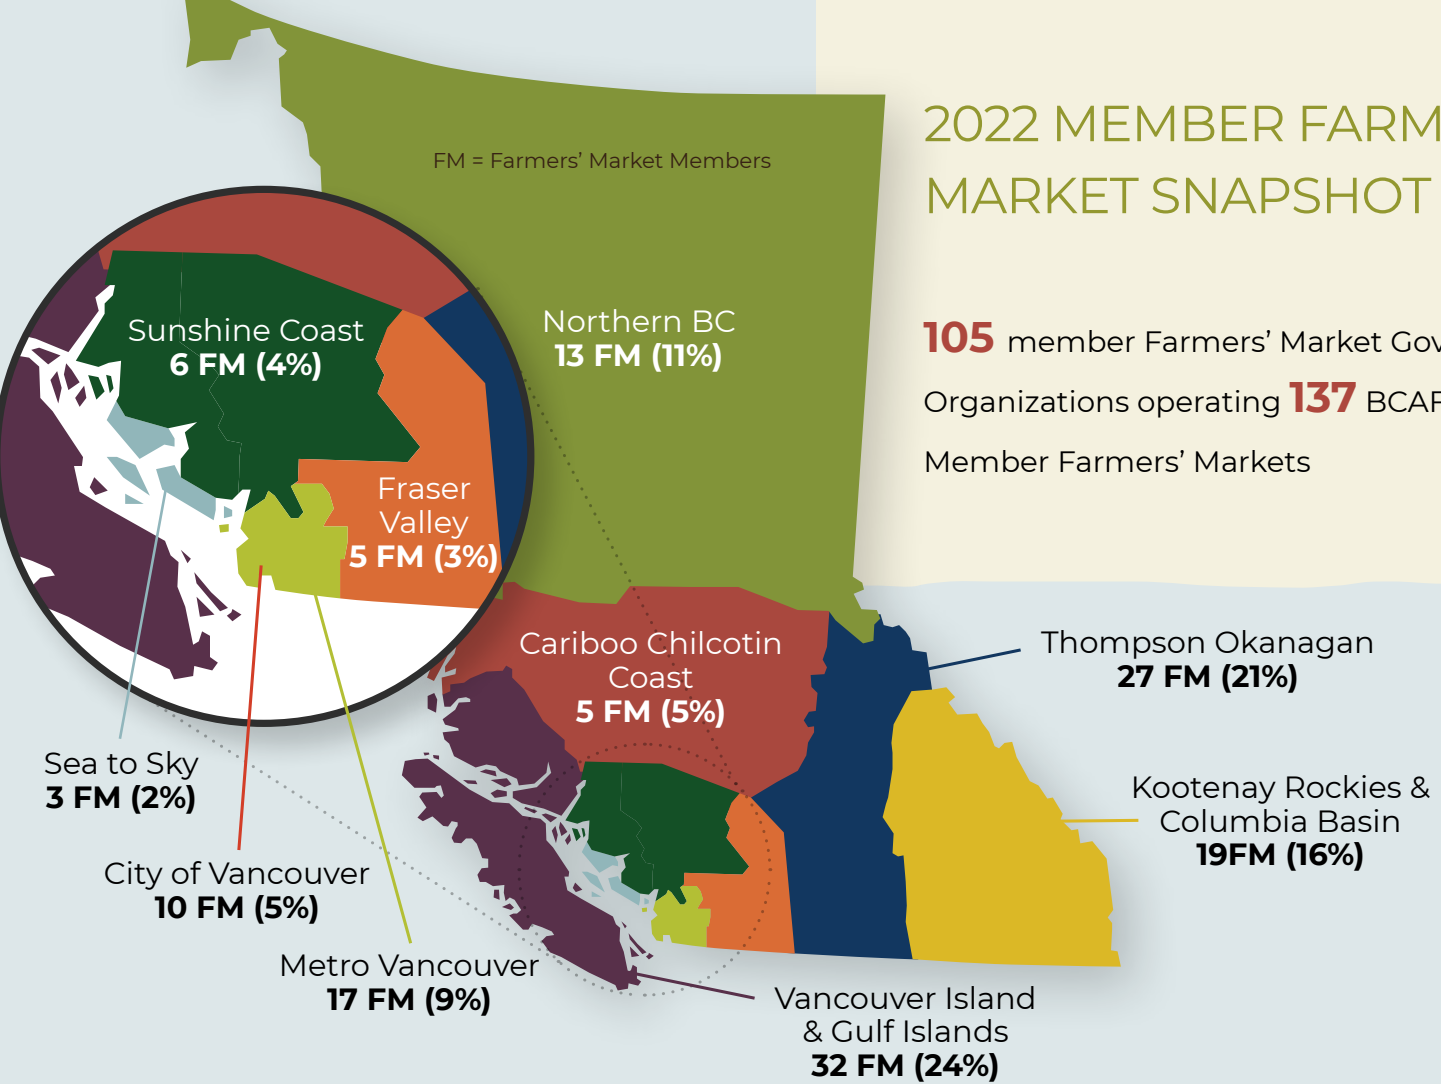 2022 MEMBER FARM
MARKET SNAPSHOT
105 member Farmers’ Market Gov
Organizations operating 137 BCAF
Member Farmers’ Markets
FM = Farmers’ Market Members
Northern BC
13 FM (11%)
Sunshine Coast
6 FM (4%)
Fraser
Valley
5 FM (3%)
Cariboo Chilcotin
Coast
5 FM (5%)
Thompson Okanagan
27 FM (21%)
Kootenay Rockies &
Columbia Basin
19FM (16%)
Sea to Sky
3 FM (2%)
City of Vancouver
10 FM (5%)
Metro Vancouver
17 FM (9%)
Vancouver Island
& Gulf Islands
32 FM (24%)